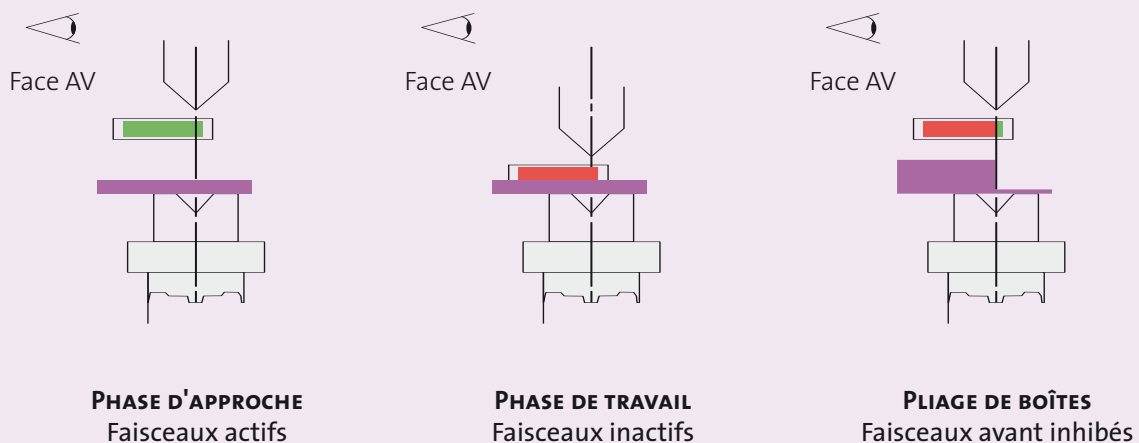 Face AV
Face AV
Face AV
PHASE D'APPROCHE
Faisceaux actifs
PHASE DE TRAVAIL
Faisceaux inactifs
PLIAGE DE BOÎTES
Faisceaux avant inhibés